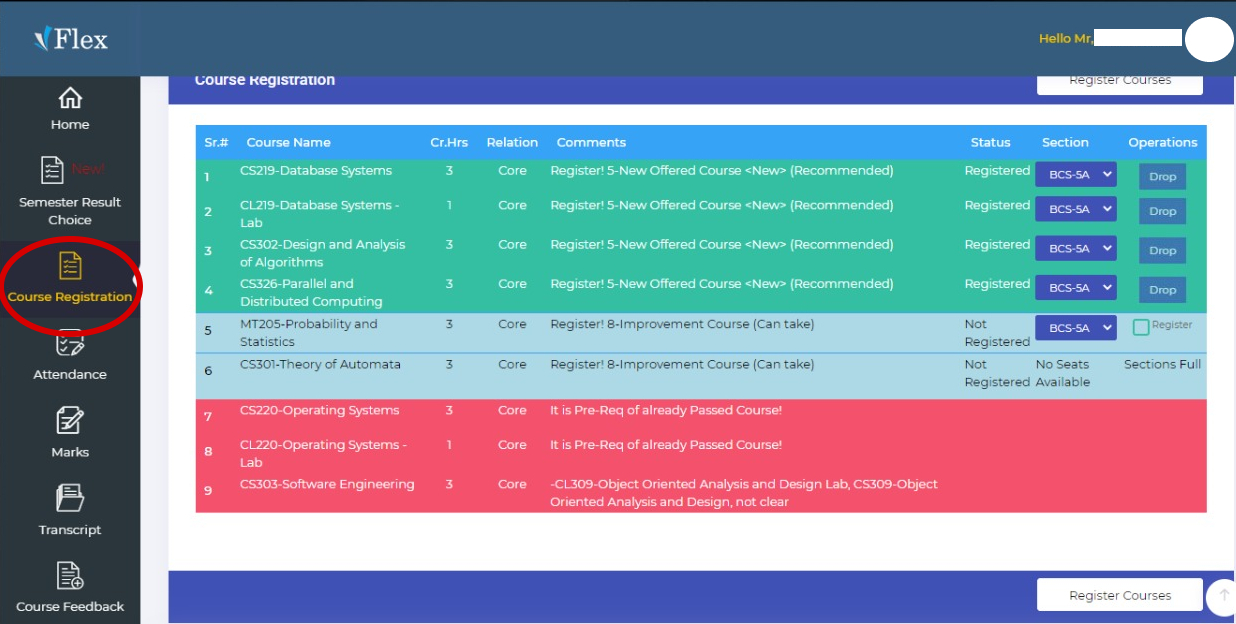 Flex
Hello Mr,
Home
New!
Semester Result
Choice
Course Registration
Attendance
Marks
Transcript
Course Feedback
Course Registration
Register Courses
Sr.# Course Name Cr.Hrs Relation Comments Status Section Operations
1 CS219-Database Systems 3 Core Register! 5-New Offered Course <New> (Recommended) Registered BCS-5A Drop
2 CL219-Database Systems - 1 Core Register! 5-New Offered Course <New> (Recommended) Registered BCS-5A Drop
Lab
3 CS302-Design and Analysis 3 Core Register! 5-New Offered Course <New> (Recommended) Registered BCS-5A Drop
of Algorithms
4 CS326-Parallel and 3 Core Register! 5-New Offered Course <New> (Recommended) Registered BCS-5A Drop
Distributed Computing
5 MT205-Probability and 3 Core Register! 8-Improvement Course (Can take) Not BCS-5A Register
Statistics Registered
6 CS301-Theory of Automata 3 Core Register! 8-Improvement Course (Can take) Not No Seats Sections Full
Registered Available
7 CS220-Operating Systems 3 Core It is Pre-Req of already Passed Course!
8 CL220-Operating Systems - 1 Core It is Pre-Req of already Passed Course!
Lab
9 CS303-Software Engineering 3 Core -CL309-Object Oriented Analysis and Design Lab, CS309-Object
Oriented Analysis and Design, not clear
Register Courses